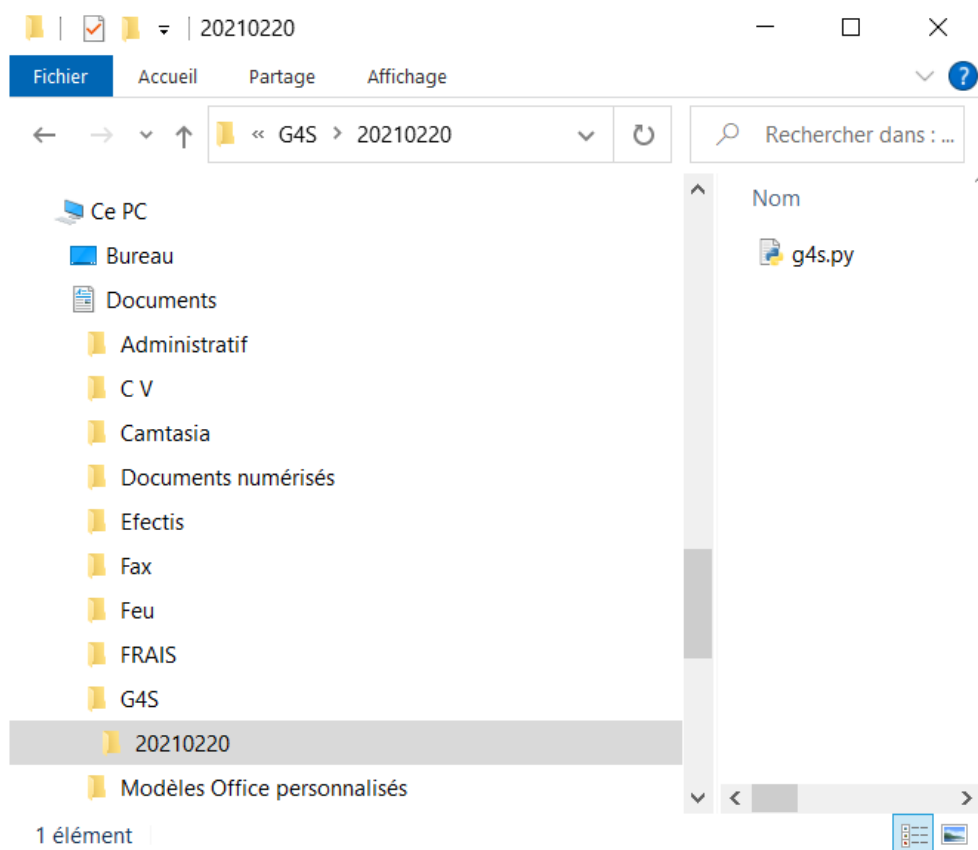 20210220
Fichier Accueil Partage Affichage ?
« G4S > 20210220 Rechercher dans : ...
Nom
g4s.py
Ce PC
Bureau
Documents
Administratif
C V
Camtasia
Documents numérisés
Efectis
Fax
Feu
FRAIS
G4S
20210220
Modèles Office personnalisés
1 élément